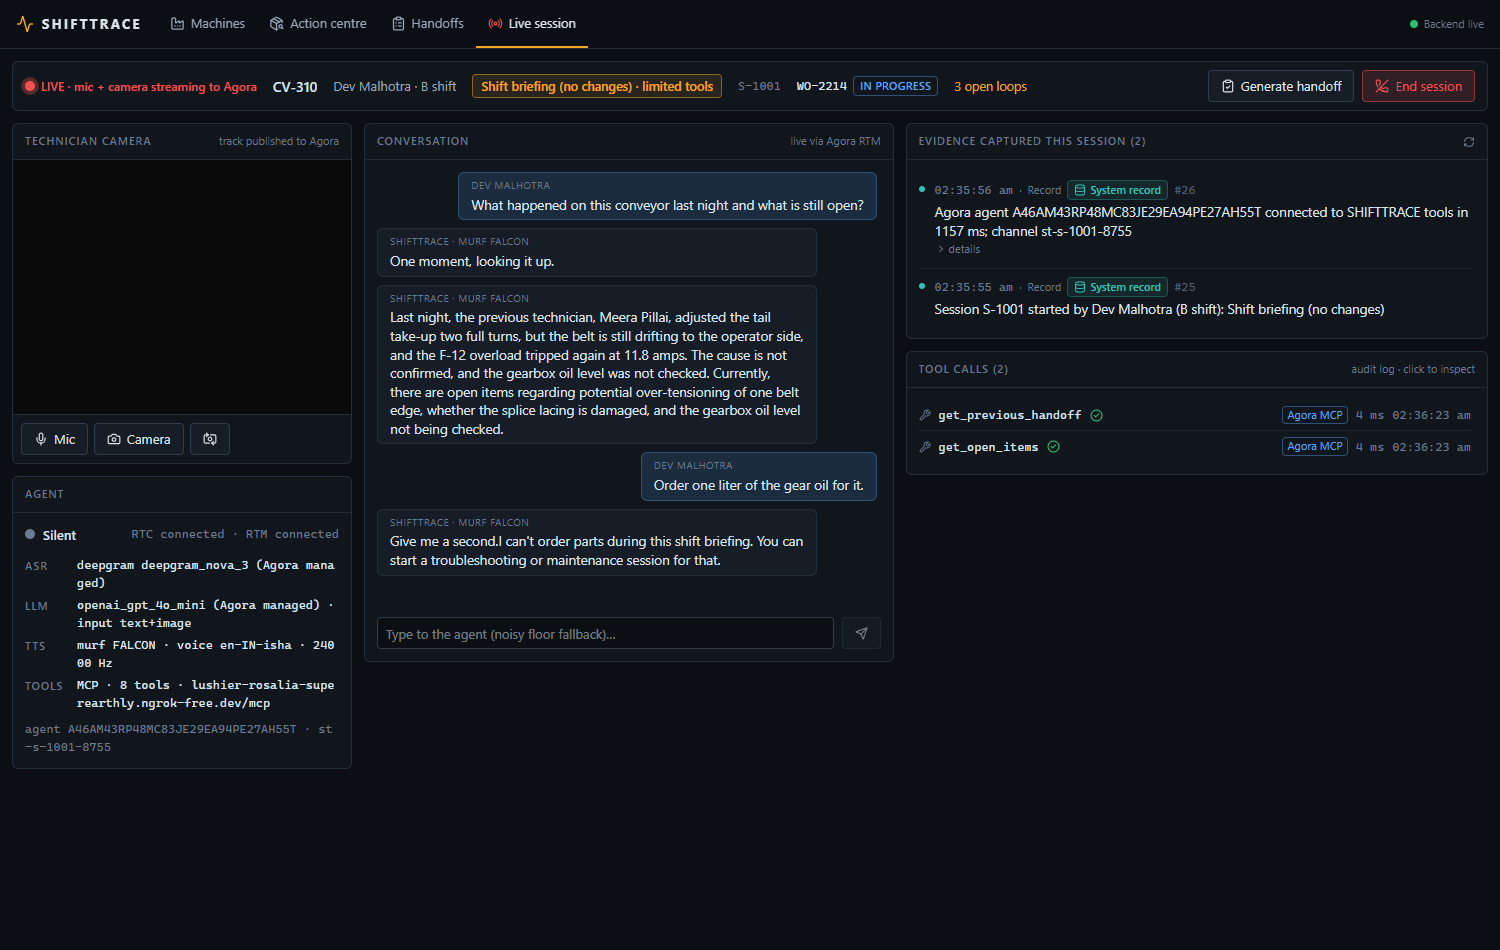 SHIFTTRACE
Machines
Action centre
Handoffs
Live session
Backend live
LIVE · mic + camera streaming to Agora
CV-310
Dev Malhotra · B shift
Shift briefing (no changes) · limited tools
S-1001
WO-2214
IN PROGRESS
3 open loops
Generate handoff
End session
TECHNICIAN CAMERA
track published to Agora
Mic
Camera
AGENT
Silent
RTC connected · RTM connected
ASR
deepgram deepgram_nova_3 (Agora mana
ged)
LLM
openai_gpt_4o_mini (Agora managed) ·
input text+image
TTS
murf FALCON · voice en-IN-isha · 240
00 Hz
TOOLS
MCP · 8 tools · lushier-rosalia-supe
rearthly.ngrok-free.dev/mcp
agent A46AM43RP48MC83JE29EA94PE27AH55T · st
-s-1001-8755
CONVERSATION
live via Agora RTM
DEV MALHOTRA
What happened on this conveyor last night and what is still open?
SHIFTTRACE · MURF FALCON
One moment, looking it up.
SHIFTTRACE · MURF FALCON
Last night, the previous technician, Meera Pillai, adjusted the tail
take-up two full turns, but the belt is still drifting to the operator side,
and the F-12 overload tripped again at 11.8 amps. The cause is not
confirmed, and the gearbox oil level was not checked. Currently,
there are open items regarding potential over-tensioning of one belt
edge, whether the splice lacing is damaged, and the gearbox oil level
not being checked.
DEV MALHOTRA
Order one liter of the gear oil for it.
SHIFTTRACE · MURF FALCON
Give me a second.I can't order parts during this shift briefing. You can
start a troubleshooting or maintenance session for that.
Type to the agent (noisy floor fallback)...
EVIDENCE CAPTURED THIS SESSION (2)
02:35:56 am · Record
System record
#26
Agora agent A46AM43RP48MC83JE29EA94PE27AH55T connected to SHIFTTRACE tools in
1157 ms; channel st-s-1001-8755
> details
02:35:55 am · Record
System record
#25
Session S-1001 started by Dev Malhotra (B shift): Shift briefing (no changes)
TOOL CALLS (2)
audit log · click to inspect
get_previous_handoff
Agora MCP
4 ms 02:36:23 am
get_open_items
Agora MCP
4 ms 02:36:23 am